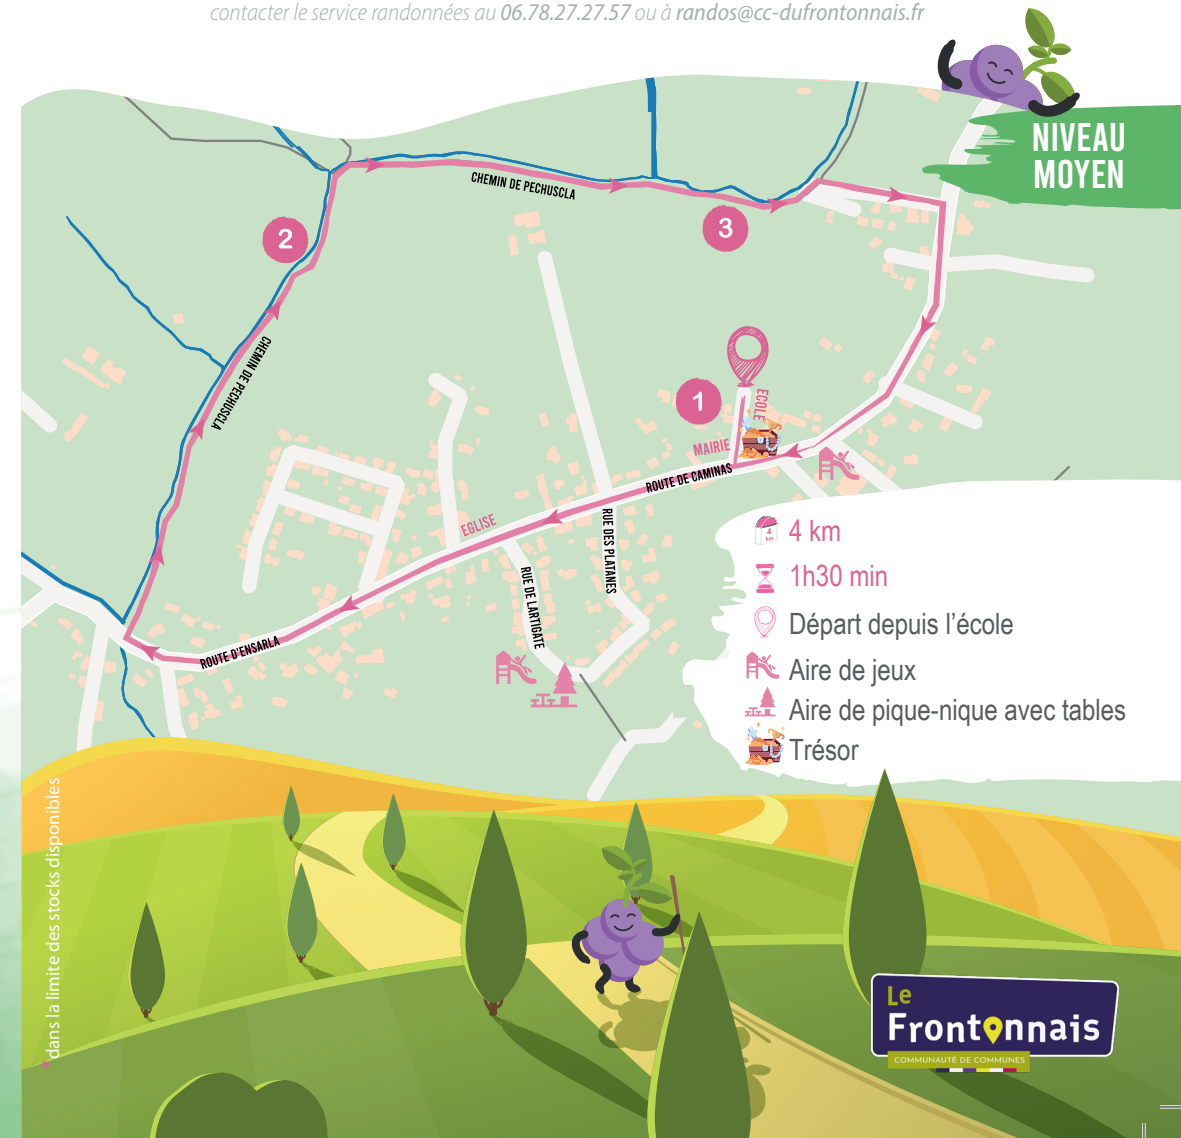 contacter le service randonnées au 06.78.27.27.57 ou à randos@cc-dufrontonnais.fr
NIVEAU
MOYEN
CHEMIN DE PECHUSCLA
2
3
CHEMIN DE PECHUSCLA
1
ECOLE
MAIRIE
ROUTE DE CAMINAS
EGLISE
RUE DES PLATANES
RUE DE LARTIGATE
ROUTE D'ENSARLA
4 km
4 km
1h30 min
Départ depuis l'école
Aire de jeux
Aire de pique-nique avec tables
Trésor
dans la limite des stocks disponibles
Le
Frontonnais
COMMUNAUTÉ DE COMMUNES